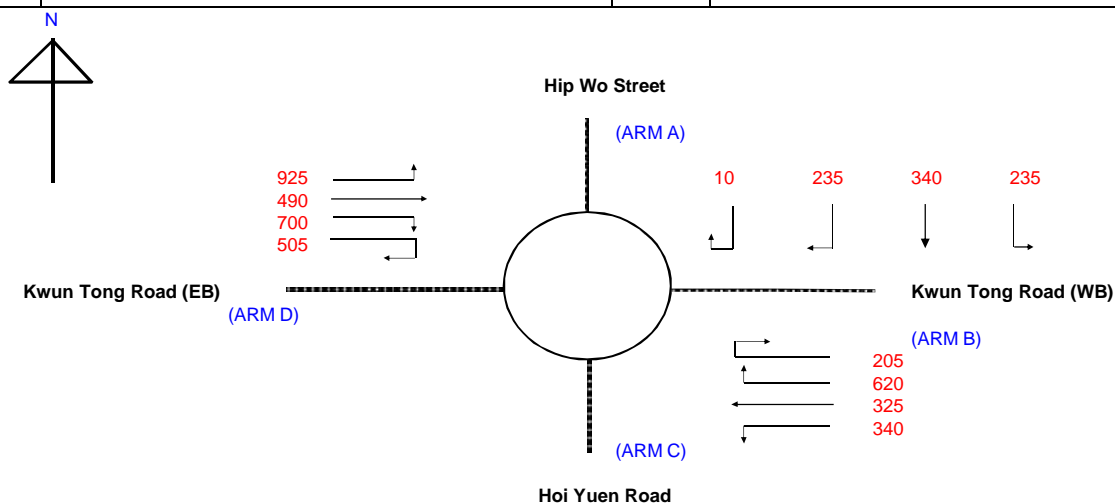 N
Hip Wo Street
(ARM A)
925
490
700
505
10 235 340 235
Kwun Tong Road (EB)
(ARM D)
Kwun Tong Road (WB)
(ARM B)
205
620
325
340
(ARM C)
Hoi Yuen Road